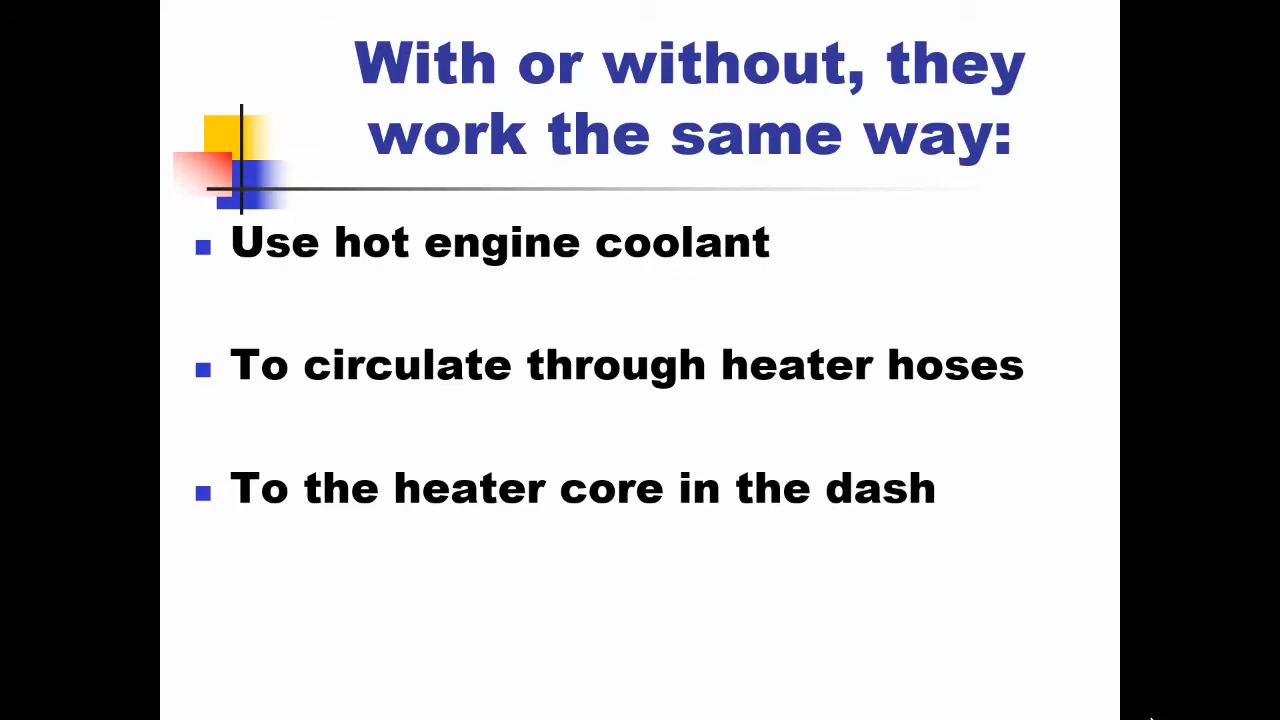 With or without, they
work the same way:
Use hot engine coolant
To circulate through heater hoses
To the heater core in the dash